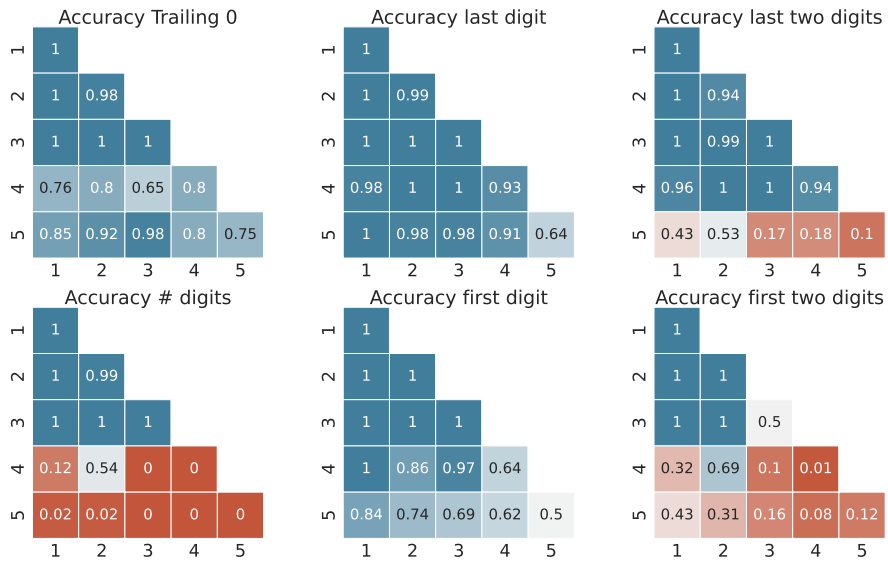 Accuracy Trailing 0
1 1
2 1 0.98
3 1 1 1
4 0.76 0.8 0.65 0.8
5 0.85 0.92 0.98 0.8 0.75
1 2 3 4 5
Accuracy last digit
1 1
2 1 0.99
3 1 1 1
4 0.98 1 1 0.93
5 1 0.98 0.98 0.91 0.64
1 2 3 4 5
Accuracy last two digits
1 1
2 1 0.94
3 1 0.99 1
4 0.96 1 1 0.94
5 0.43 0.53 0.17 0.18 0.1
1 2 3 4 5
Accuracy # digits
1 1
2 1 0.99
3 1 1 1
4 0.12 0.54 0 0
5 0.02 0.02 0 0 0
1 2 3 4 5
Accuracy first digit
1 1
2 1 1
3 1 1 1
4 1 0.86 0.97 0.64
5 0.84 0.74 0.69 0.62 0.5
1 2 3 4 5
Accuracy first two digits
1 1
2 1 1
3 1 1 0.5
4 0.32 0.69 0.1 0.01
5 0.43 0.31 0.16 0.08 0.12
1 2 3 4 5